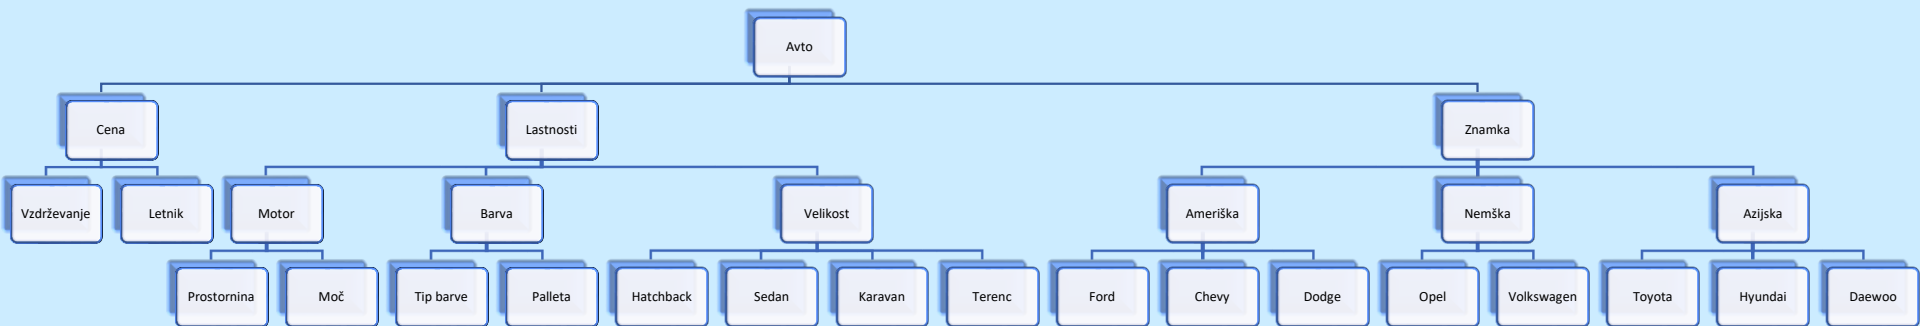 Avto
Cena
Lastnosti
Znamka
Vzdrževanje
Letnik
Motor
Barva
Velikost
Ameriška
Nemška
Azijska
Prostornina
Moč
Tip barve
Palleta
Hatchback
Sedan
Karavan
Terenc
Ford
Chevy
Dodge
Opel
Volkswagen
Toyota
Hyundai
Daewoo